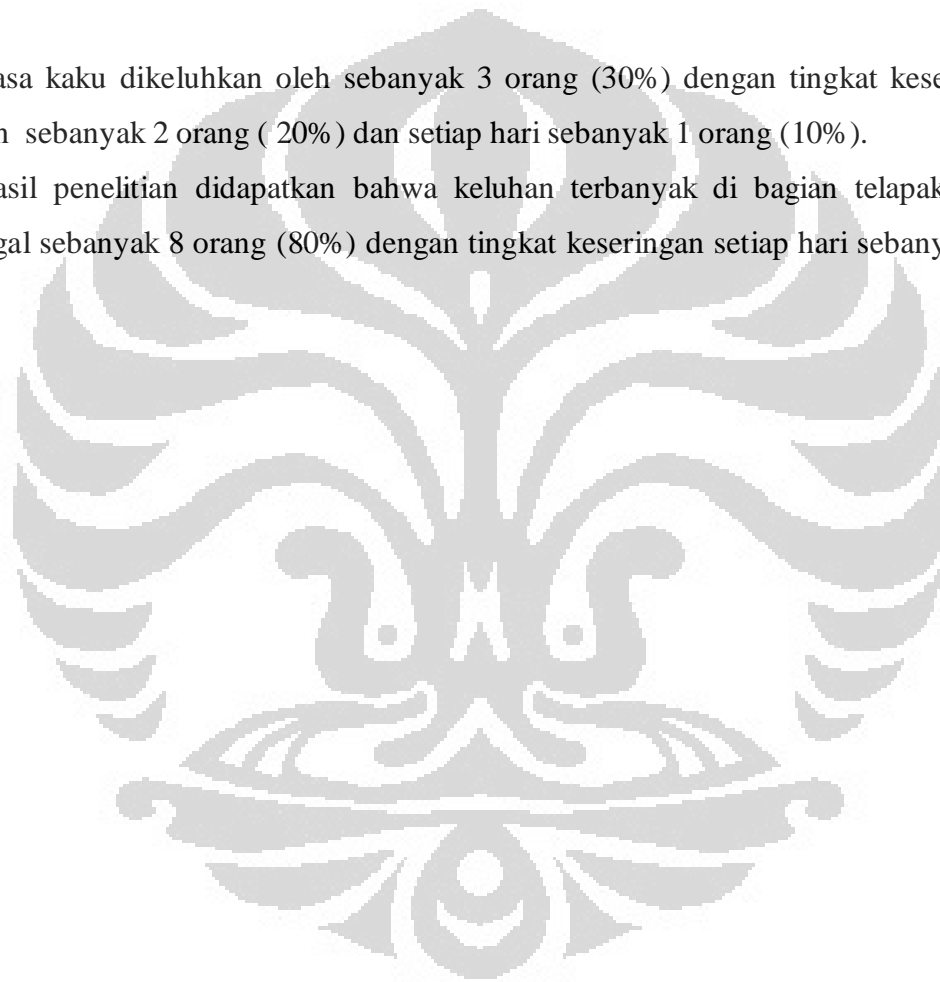 asa kaku dikeluhkan oleh sebanyak 3 orang (30%) dengan tingkat kese
n sebanyak 2 orang ( 20%) dan setiap hari sebanyak 1 orang (10%).
asil penelitian didapatkan bahwa keluhan terbanyak di bagian telapak
gal sebanyak 8 orang (80%) dengan tingkat keseringan setiap hari sebany